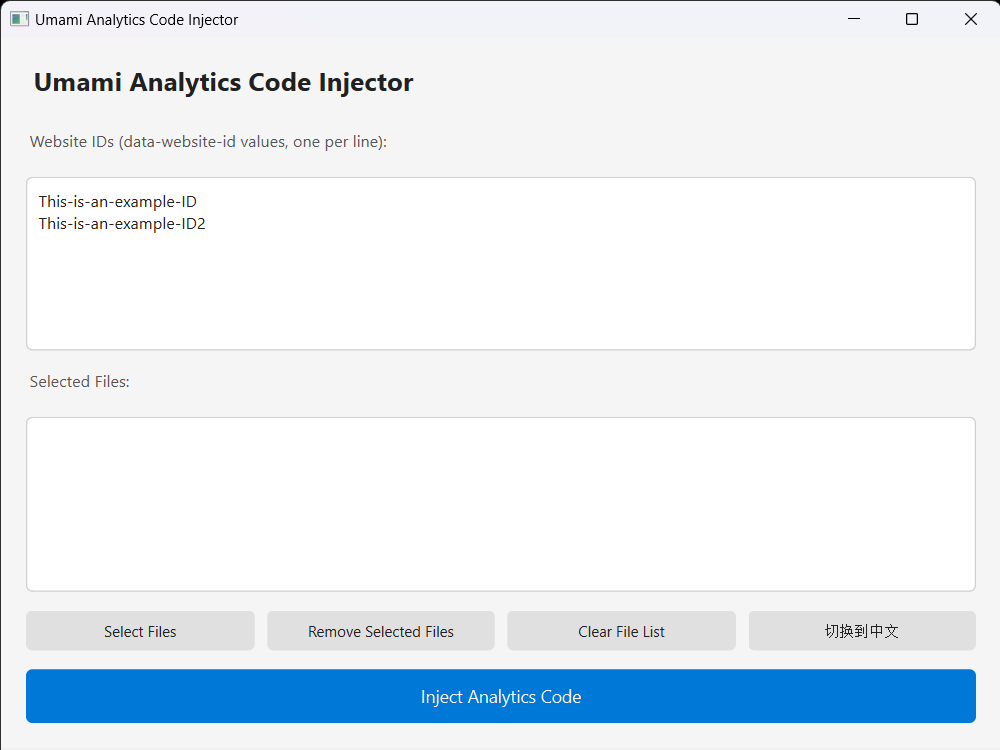 Umami Analytics Code Injector
Umami Analytics Code Injector
Website IDs (data-website-id values, one per line):
This-is-an-example-ID
This-is-an-example-ID2
Selected Files:
Select Files
Remove Selected Files
Clear File List
切换到中文
Inject Analytics Code